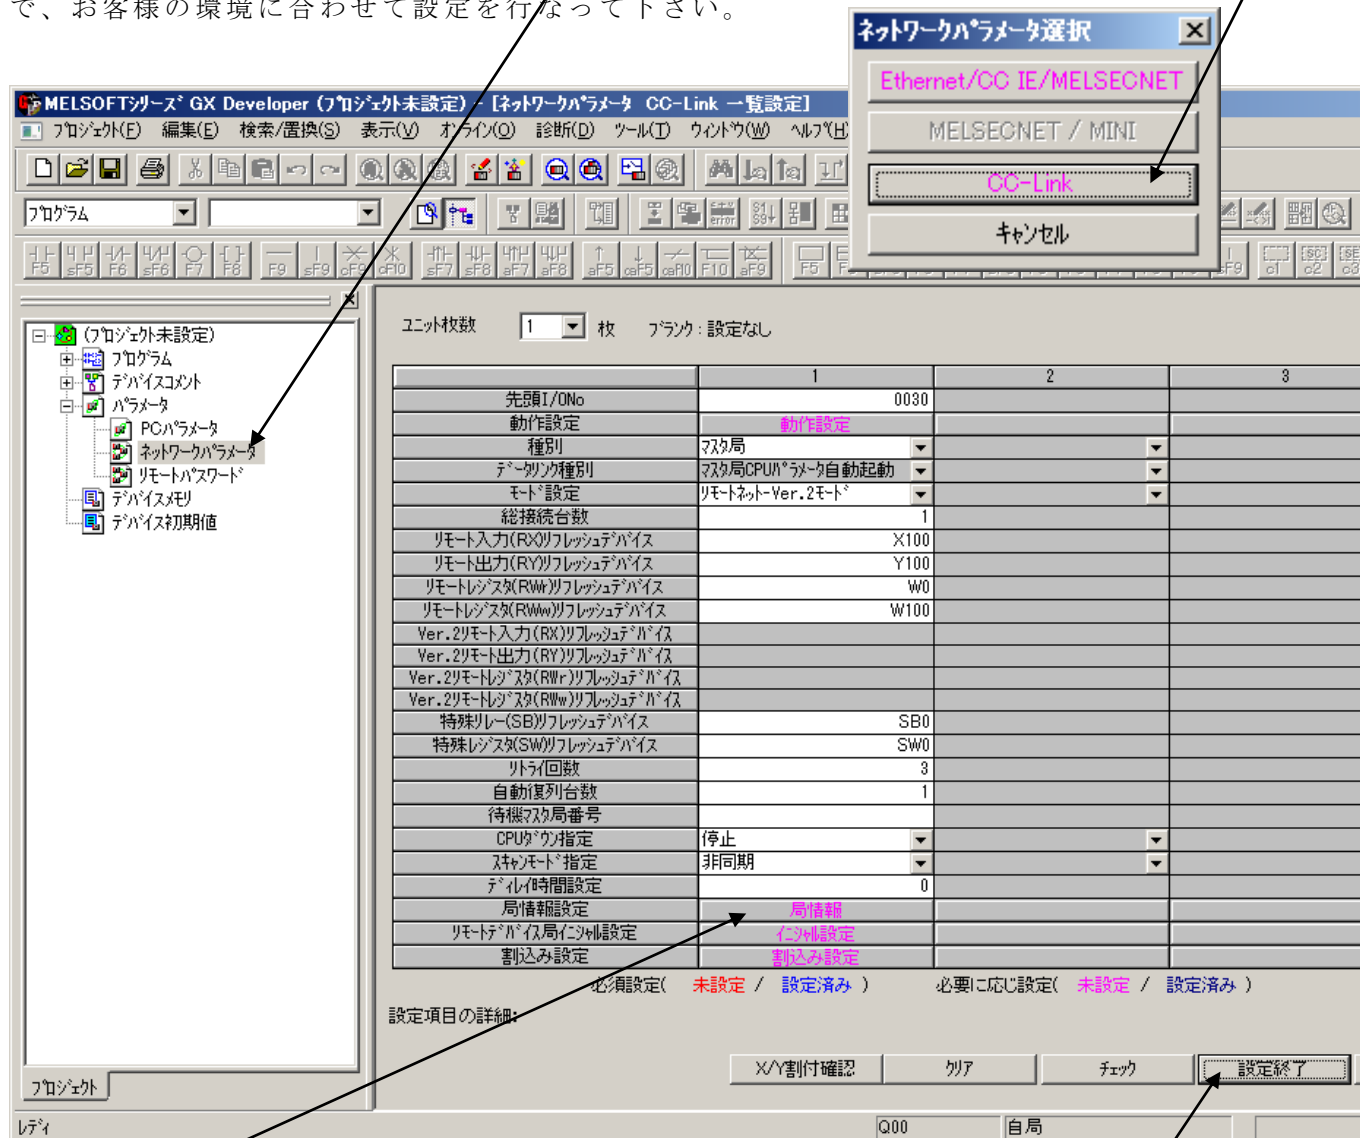 で、お客様の環境に合わせて設定を行なって下さい。
ネットワークパラメータ選択
Ethernet/CC IE/MELSECNET
MELSECNET / MINI
CC-Link
キャンセル
MELSOFTシリーズ GX Developer (プロジェクト未設定) - [ネットワークパラメータ CC-Link 一覧設定]
プロジェクト(F) 編集(E) 検索/置換(S) 表示(V) オンライン(O) 診断(D) ツール(T) ウィンドウ(W) ヘルプ(H)
プログラム
F5 sF5 F6 sF6 F7 F8 F9 sF9 cF9 cF10 sF7 sF8 aF7 aF8 aF5 caF5 caF10 F10 aF9 F5 sF9 c1 c2 c3
ユニット枚数 1 枚 ブランク:設定なし
(プロジェクト未設定)
プログラム
デバイスコメント
パラメータ
PCパラメータ
ネットワークパラメータ
リモートパスワード
デバイスメモリ
デバイス初期値
1 2 3
先頭I/ONo 0030
動作設定 動作設定
種別 マスタ局
データリンク種別 マスタ局CPUパラメータ自動起動
モード設定 リモートネット-Ver.2モード
総接続台数 1
リモート入力(RX)リフレッシュデバイス X100
リモート出力(RY)リフレッシュデバイス Y100
リモートレジスタ(RWr)リフレッシュデバイス W0
リモートレジスタ(RWw)リフレッシュデバイス W100
Ver.2リモート入力(RX)リフレッシュデバイス
Ver.2リモート出力(RY)リフレッシュデバイス
Ver.2リモートレジスタ(RWr)リフレッシュデバイス
Ver.2リモートレジスタ(RWw)リフレッシュデバイス
特殊リレー(SB)リフレッシュデバイス SB0
特殊レジスタ(SW)リフレッシュデバイス SW0
リトライ回数 3
自動復列台数 1
待機マスタ局番号
CPUダウン指定 停止
スキャンモード指定 非同期
ディレイ時間設定 0
局情報設定 局情報
リモートデバイス局イニシャル設定 イニシャル設定
割込み設定 割込み設定
必須設定( 未設定 / 設定済み ) 必要に応じ設定( 未設定 / 設定済み )
設定項目の詳細:
X/Y割付確認 クリア チェック 設定終了
プロジェクト
レディ Q00 自局